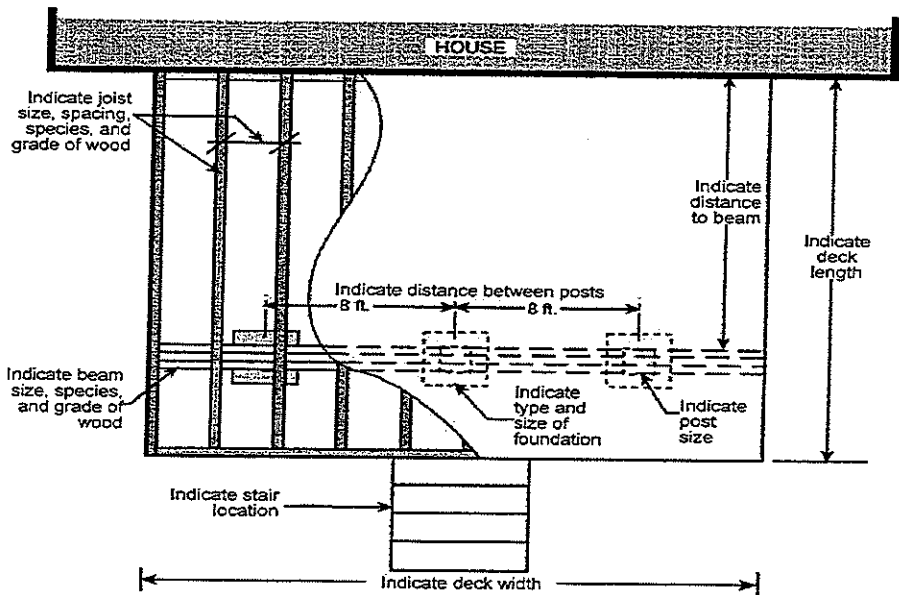 HOUSE
Indicate joist
size, spacing,
species, and
grade of wood
Indicate
distance
to beam
Indicate
deck
length
Indicate distance between posts
8 ft.
8 ft.
Indicate beam
size, species,
and grade of
wood
Indicate
type and
size of
foundation
Indicate
post
size
Indicate stair
location
Indicate deck width